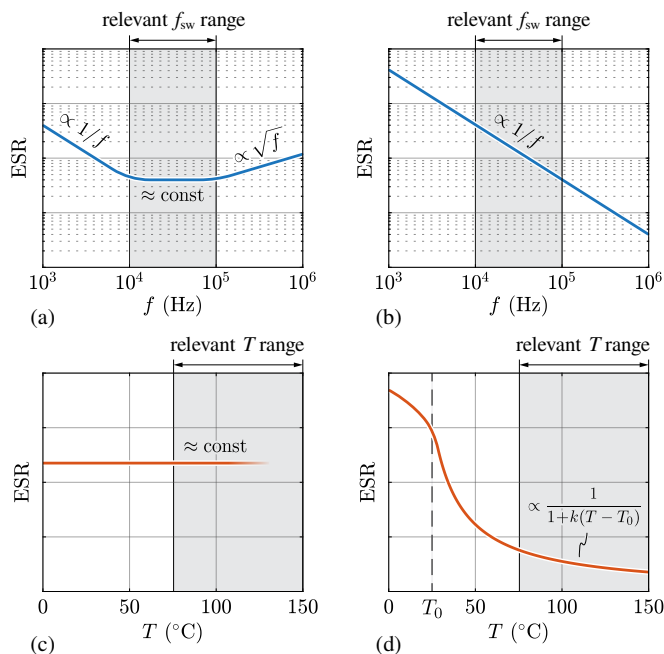 relevant fsw range
ESR
∝ 1/f
∝ √f
≈ const
10³ 10⁴ 10⁵ 10⁶
f (Hz)
(a)
relevant fsw range
ESR
∝ 1/f
10³ 10⁴ 10⁵ 10⁶
f (Hz)
(b)
relevant T range
ESR
≈ const
0 50 100 150
T (°C)
(c)
relevant T range
ESR
∝ 1
1+k(T − T₀)
0 T₀ 50 100 150
T (°C)
(d)